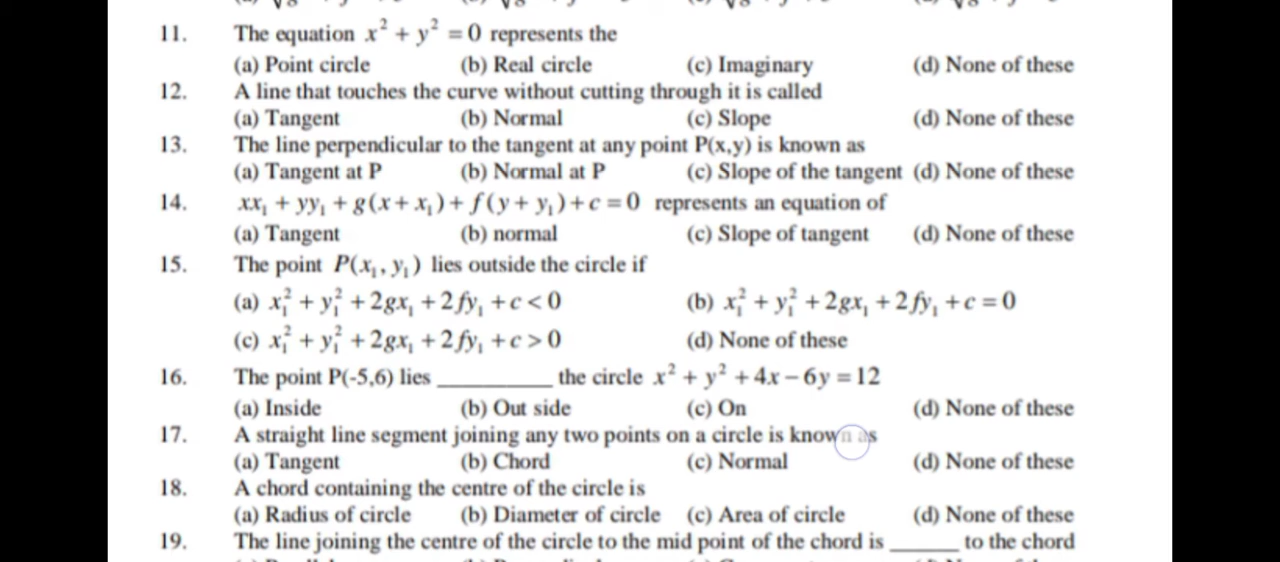 11. The equation x² + y² = 0 represents the
(a) Point circle (b) Real circle (c) Imaginary (d) None of these
12. A line that touches the curve without cutting through it is called
(a) Tangent (b) Normal (c) Slope (d) None of these
13. The line perpendicular to the tangent at any point P(x,y) is known as
(a) Tangent at P (b) Normal at P (c) Slope of the tangent (d) None of these
14. xx₁ + yy₁ + g(x + x₁) + f(y + y₁) + c = 0 represents an equation of
(a) Tangent (b) normal (c) Slope of tangent (d) None of these
15. The point P(x₁, y₁) lies outside the circle if
(a) x₁² + y₁² + 2gx₁ + 2fy₁ + c < 0 (b) x₁² + y₁² + 2gx₁ + 2fy₁ + c = 0
(c) x₁² + y₁² + 2gx₁ + 2fy₁ + c > 0 (d) None of these
16. The point P(-5,6) lies ________ the circle x² + y² + 4x – 6y = 12
(a) Inside (b) Out side (c) On (d) None of these
17. A straight line segment joining any two points on a circle is known as
(a) Tangent (b) Chord (c) Normal (d) None of these
18. A chord containing the centre of the circle is
(a) Radius of circle (b) Diameter of circle (c) Area of circle (d) None of these
19. The line joining the centre of the circle to the mid point of the chord is ______ to the chord